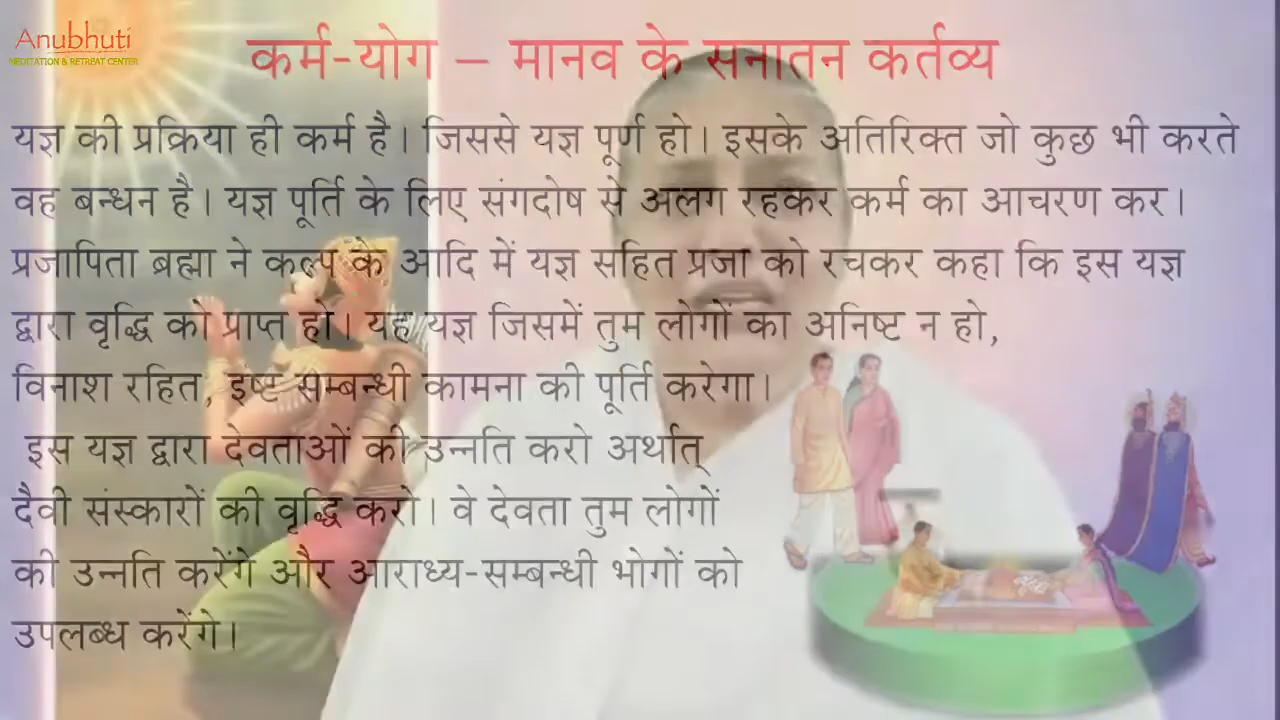 Anubhuti
MEDITATION & RETREAT CENTER
कर्म-योग – मानव के सनातन कर्तव्य
यज्ञ की प्रक्रिया ही कर्म है। जिससे यज्ञ पूर्ण हो। इसके अतिरिक्त जो कुछ भी करते
वह बन्धन है। यज्ञ पूर्ति के लिए संगदोष से अलग रहकर कर्म का आचरण कर।
प्रजापिता ब्रह्मा ने कल्प के आदि में यज्ञ सहित प्रजा को रचकर कहा कि इस यज्ञ
द्वारा वृद्धि को प्राप्त हो। यह यज्ञ जिसमें तुम लोगों का अनिष्ट न हो,
विनाश रहित, इष्ट सम्बन्धी कामना की पूर्ति करेगा।
इस यज्ञ द्वारा देवताओं की उन्नति करो अर्थात्
दैवी संस्कारों की वृद्धि करो। वे देवता तुम लोगों
की उन्नति करेंगे और आराध्य-सम्बन्धी भोगों को
उपलब्ध करेंगे।